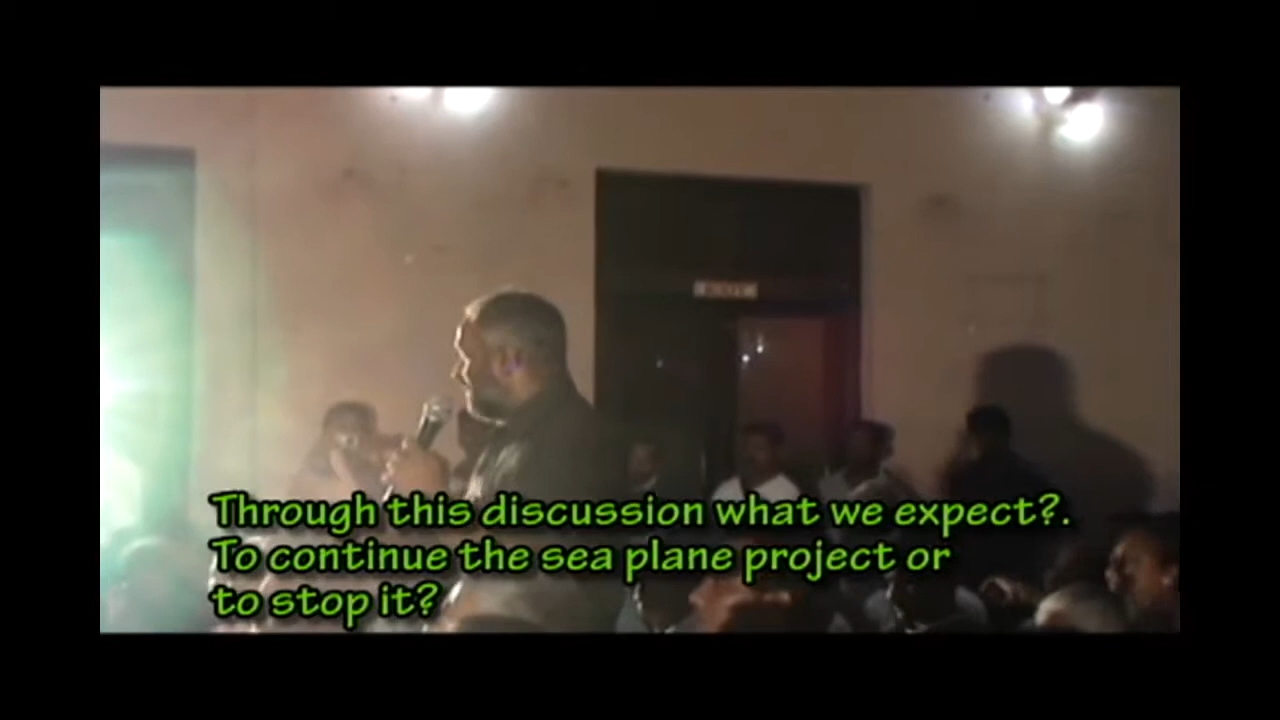 Through this discussion what we expect?.
To continue the sea plane project or
to stop it?